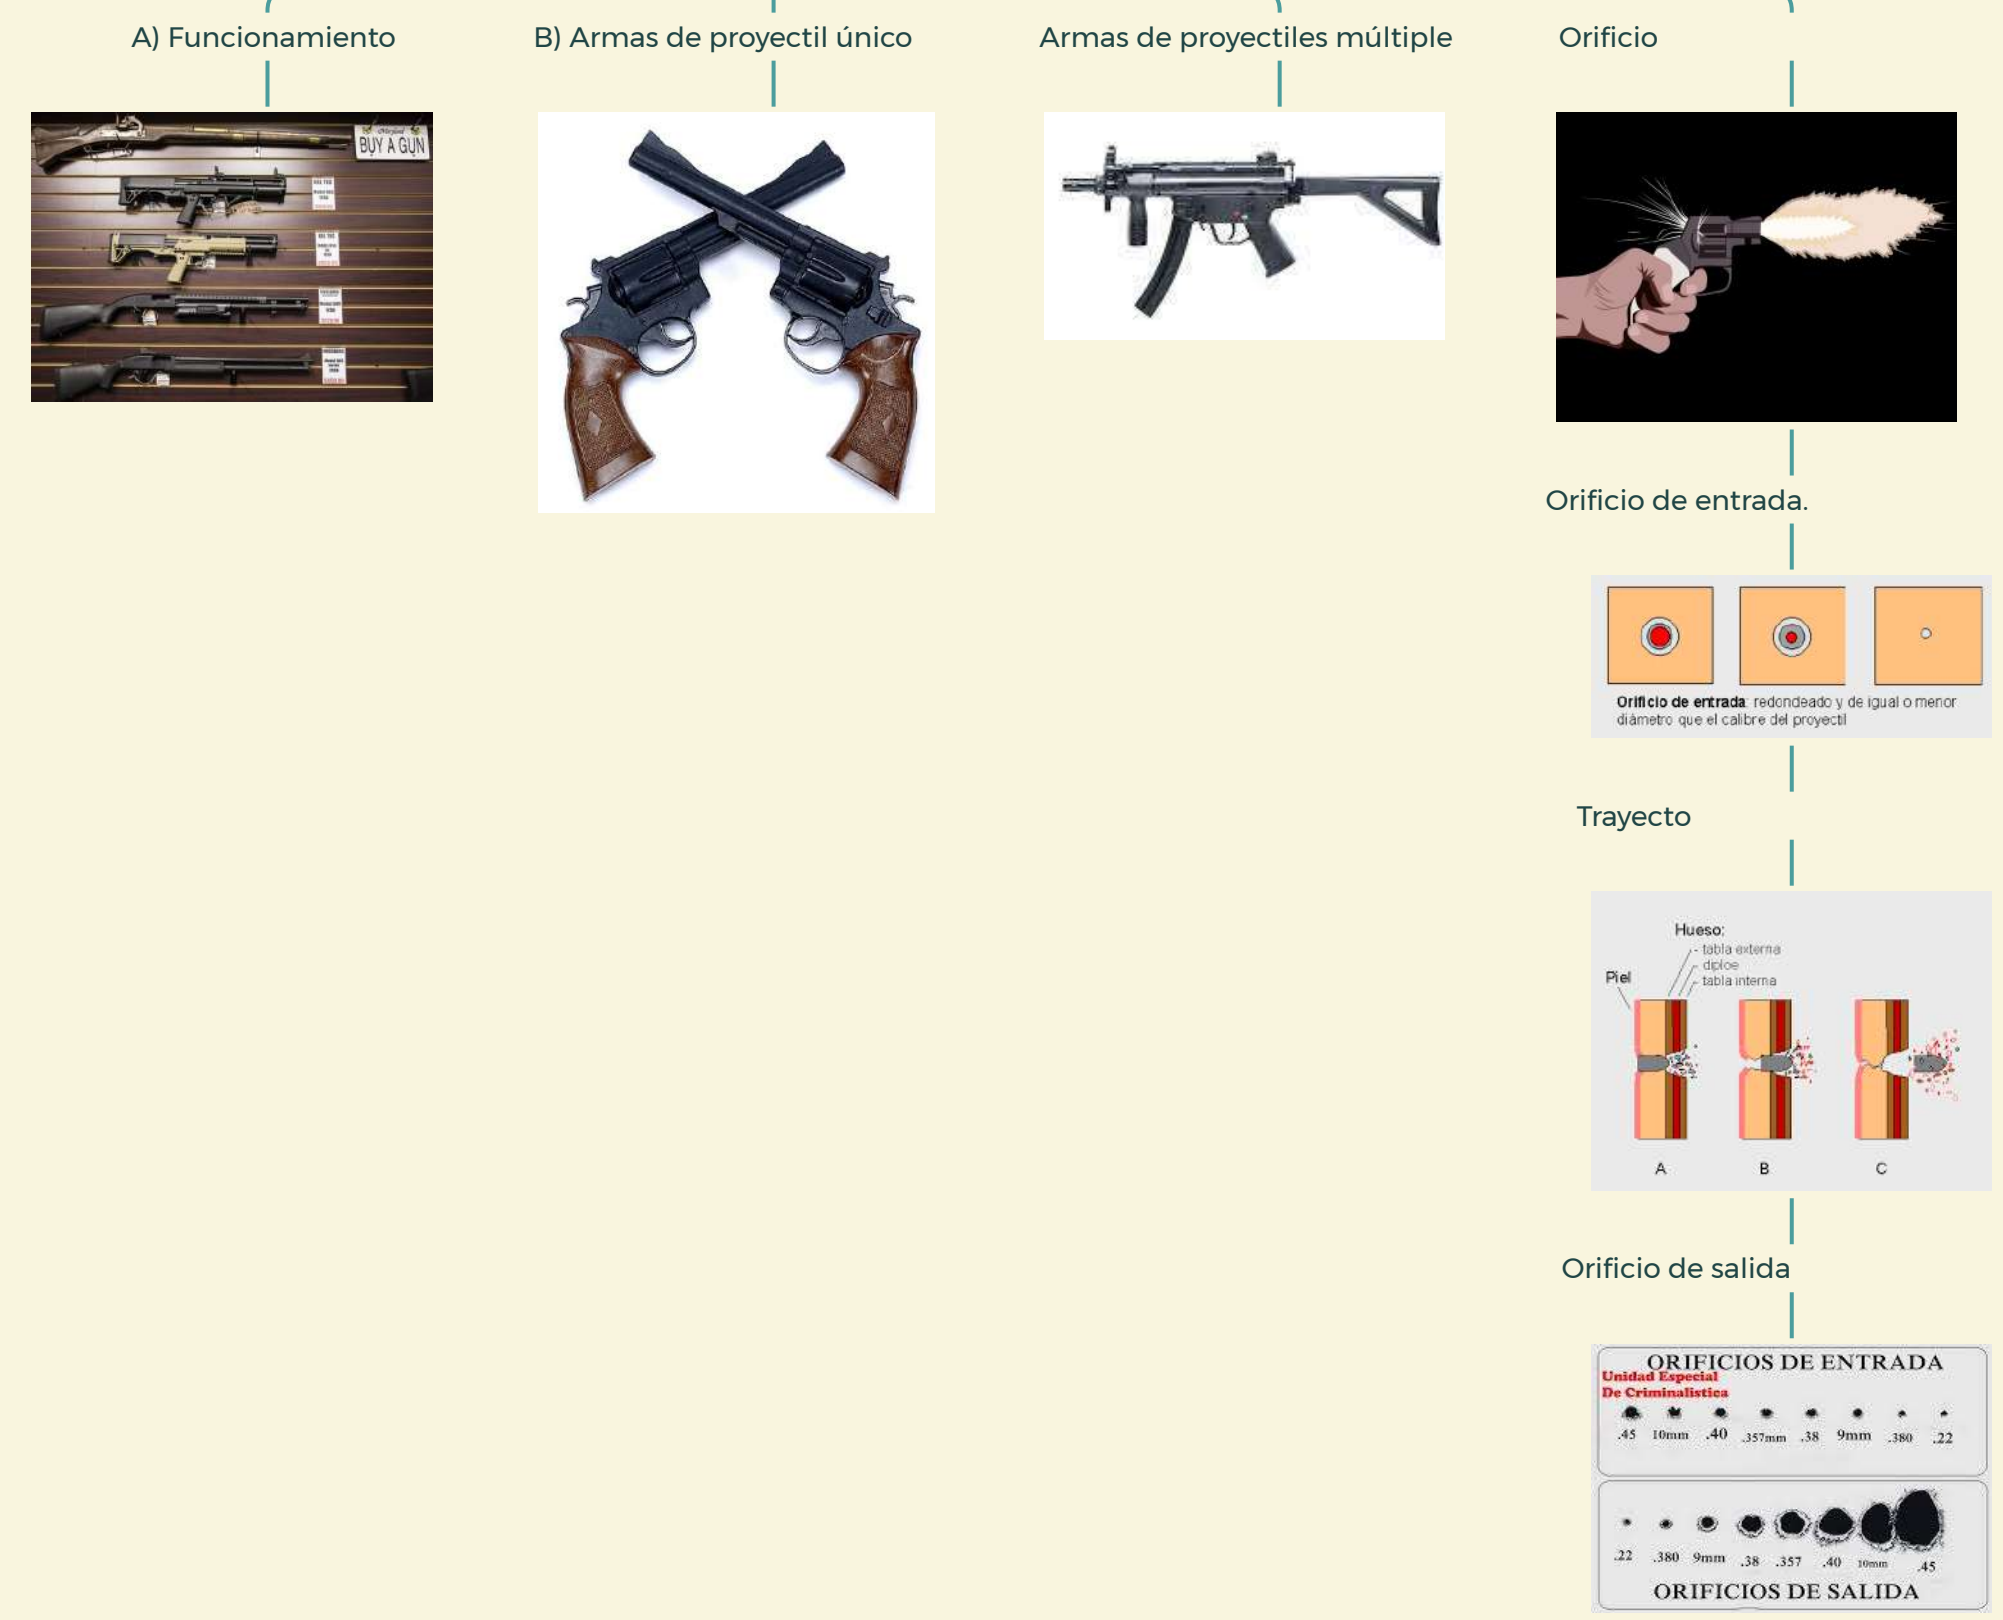 A) Funcionamiento
B) Armas de proyectil único
Armas de proyectiles múltiple
Orificio
BUY A GUN
Orificio de entrada.
Orificio de entrada: redondeado y de igual o menor
diámetro que el calibre del proyectil
Trayecto
Hueso:
- tabla externa
- diploe
- tabla interna
Piel
A
B
C
Orificio de salida
ORIFICIOS DE ENTRADA
Unidad Especial
De Criminalistica
.45 10mm .40 .357mm .38 9mm .380 .22
.22 .380 9mm .38 .357 .40 10mm .45
ORIFICIOS DE SALIDA